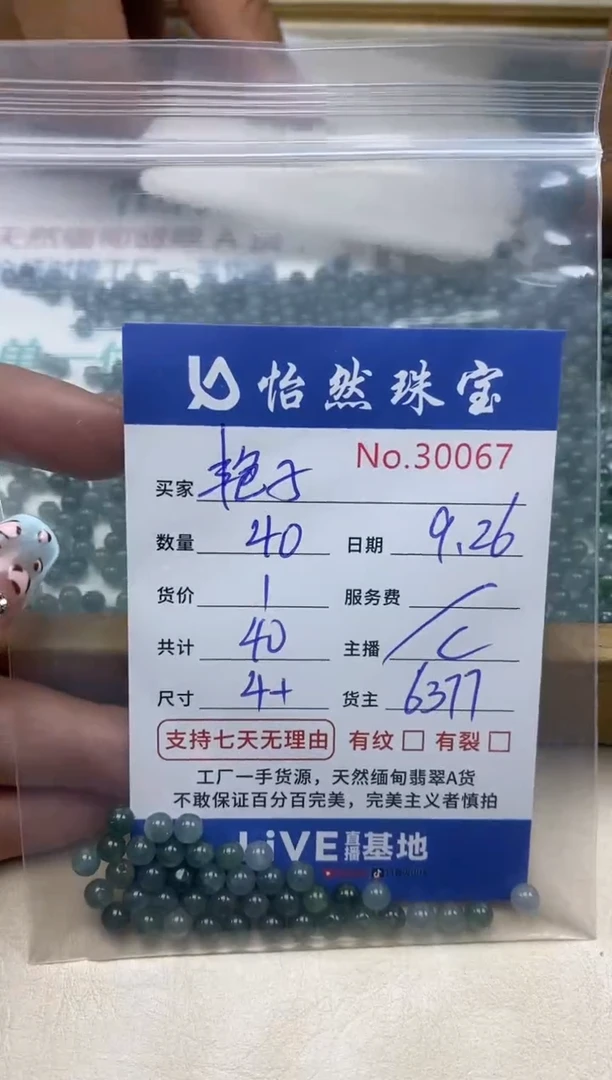 怡然珠宝
No.30067
买家 艳子
数量 40 日期 9.26
货价 1 服务费 /
共计 40 主播 C
尺寸 4+ 货主 6377
支持七天无理由 有纹 □ 有裂 □
工厂一手货源，天然缅甸翡翠A货
不敢保证百分百完美，完美主义者慎拍
LiVE直播基地